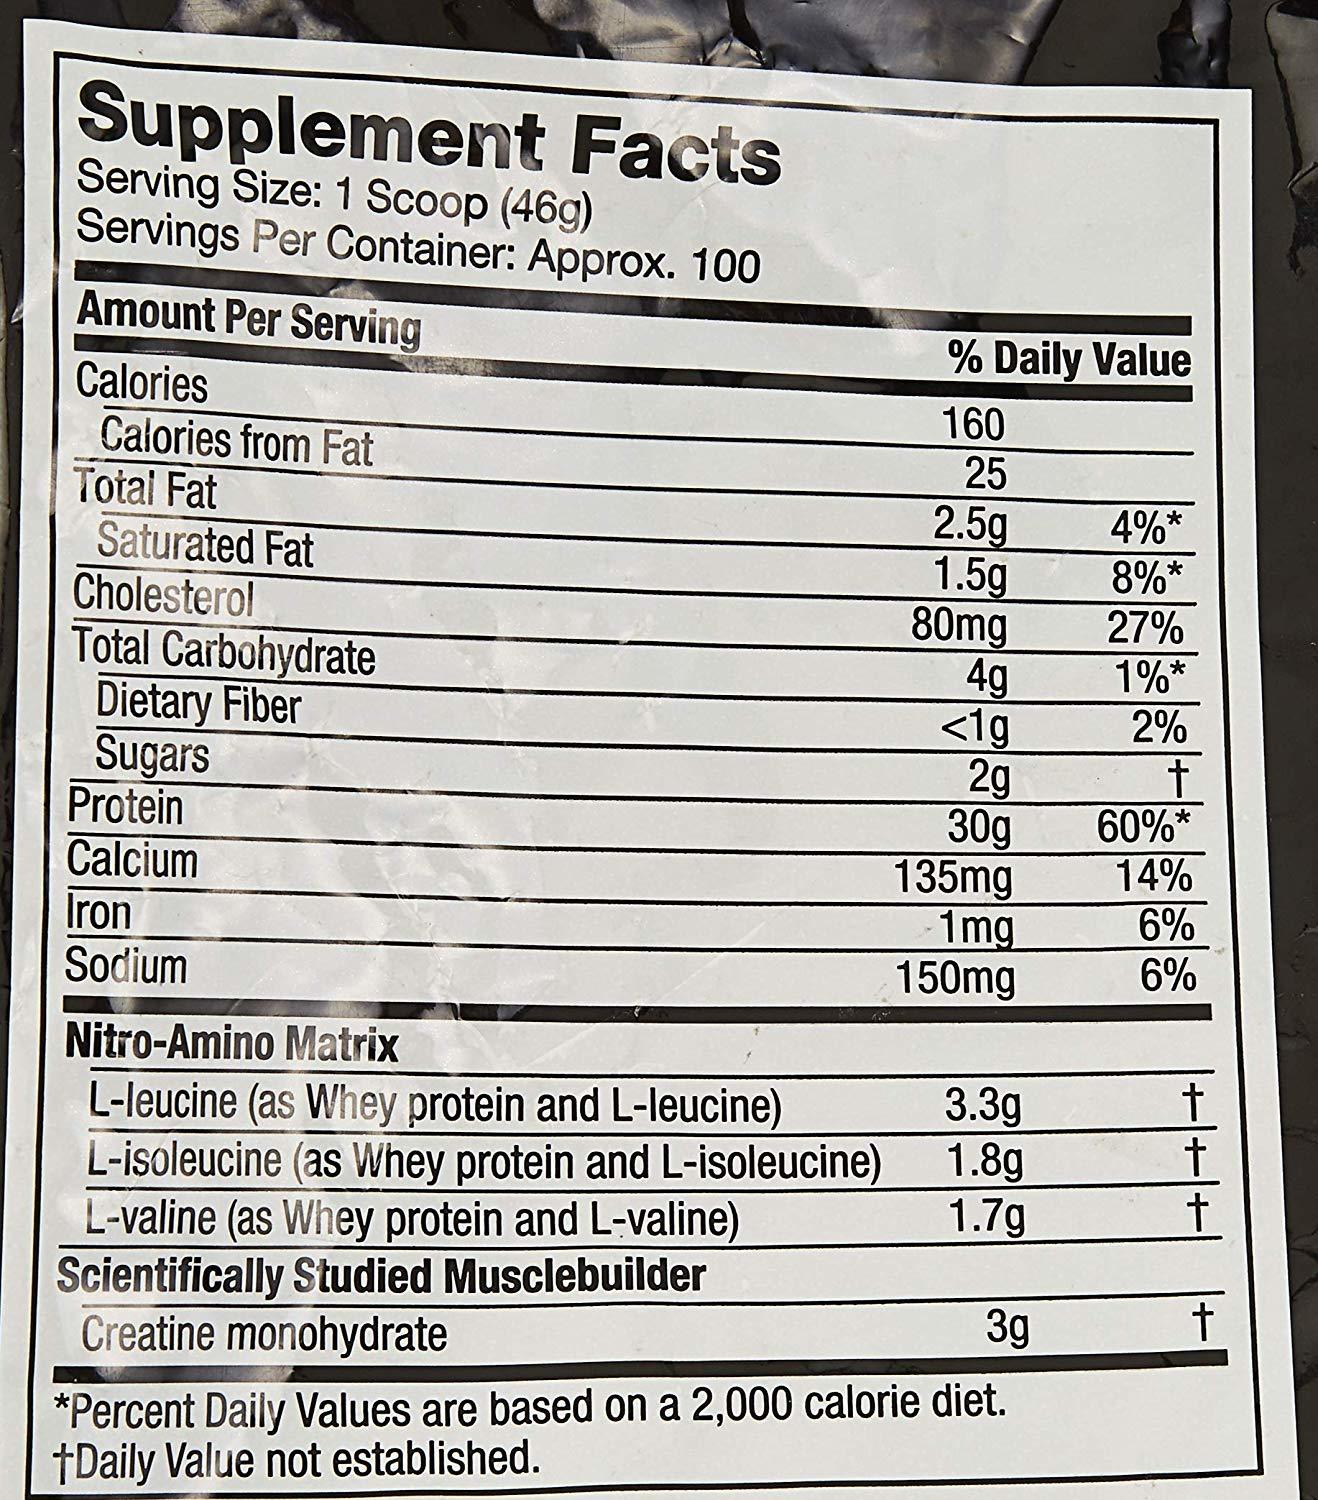 Supplement Facts
Serving Size: 1 Scoop (46g)
Servings Per Container: Approx. 100
Amount Per Serving % Daily Value
Calories 160
Calories from Fat 25
Total Fat 2.5g 4%*
Saturated Fat 1.5g 8%*
Cholesterol 80mg 27%
Total Carbohydrate 4g 1%*
Dietary Fiber <1g 2%
Sugars 2g †
Protein 30g 60%*
Calcium 135mg 14%
Iron 1mg 6%
Sodium 150mg 6%
Nitro-Amino Matrix
L-leucine (as Whey protein and L-leucine) 3.3g †
L-isoleucine (as Whey protein and L-isoleucine) 1.8g †
L-valine (as Whey protein and L-valine) 1.7g †
Scientifically Studied Musclebuilder
Creatine monohydrate 3g †
*Percent Daily Values are based on a 2,000 calorie diet.
†Daily Value not established.